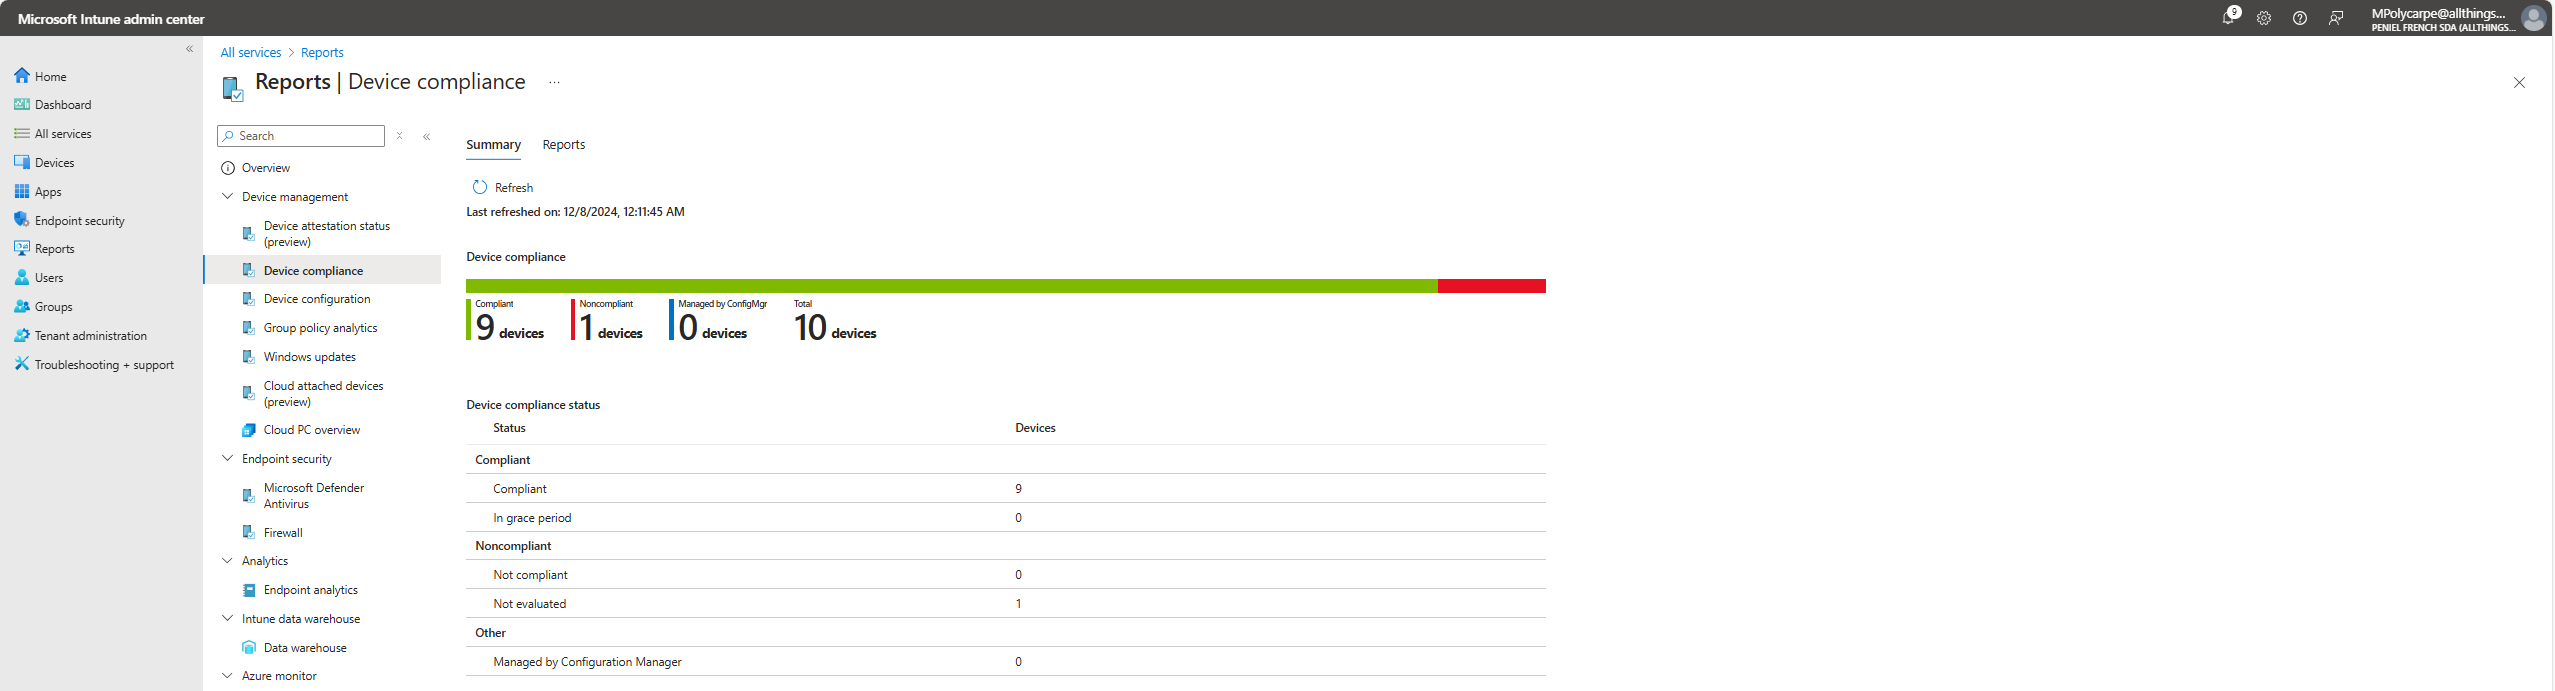 Microsoft Intune admin center
9
MPolycarpe@allthings...
PENIEL FRENCH SDA (ALLTHINGS...
Home
Dashboard
All services
Devices
Apps
Endpoint security
Reports
Users
Groups
Tenant administration
Troubleshooting + support
All services > Reports
Reports | Device compliance ...
Search
Overview
Device management
Device attestation status
(preview)
Device compliance
Device configuration
Group policy analytics
Windows updates
Cloud attached devices
(preview)
Cloud PC overview
Endpoint security
Microsoft Defender
Antivirus
Firewall
Analytics
Endpoint analytics
Intune data warehouse
Data warehouse
Azure monitor
Summary Reports
Refresh
Last refreshed on: 12/8/2024, 12:11:45 AM
Device compliance
Compliant Noncompliant Managed by ConfigMgr Total
9 devices 1 devices 0 devices 10 devices
Device compliance status
Status Devices
Compliant
Compliant 9
In grace period 0
Noncompliant
Not compliant 0
Not evaluated 1
Other
Managed by Configuration Manager 0